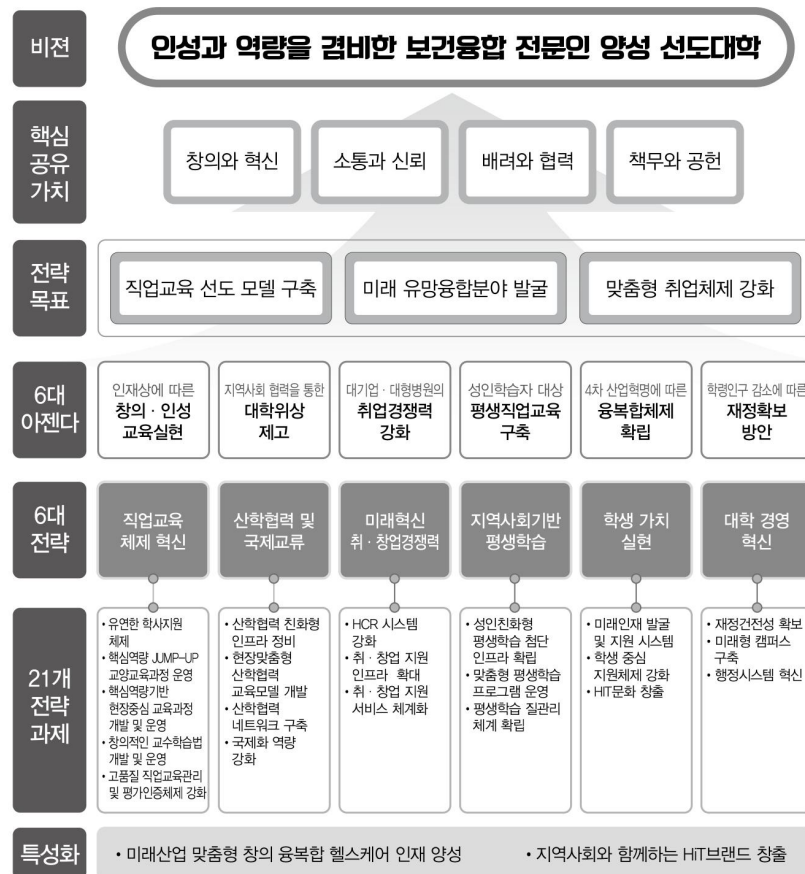 비젼
인성과 역량을 겸비한 보건융합 전문인 양성 선도대학
핵심
공유
가치
창의와 혁신
소통과 신뢰
배려와 협력
책무와 공헌
전략
목표
직업교육 선도 모델 구축
미래 유망융합분야 발굴
맞춤형 취업체제 강화
6대
아젠다
인재상에 따른
창의 · 인성
교육실현
지역사회 협력을 통한
대학위상
제고
대기업 · 대형병원의
취업경쟁력
강화
성인학습자 대상
평생직업교육
구축
4차 산업혁명에 따른
융복합체제
확립
학령인구 감소에 따른
재정확보
방안
6대
전략
직업교육
체제 혁신
산학협력 및
국제교류
미래혁신
취 · 창업경쟁력
지역사회기반
평생학습
학생 가치
실현
대학 경영
혁신
21개
전략
과제
• 유연한 학사지원
체제
• 핵심역량 JUMP-UP
교양교육과정 운영
• 핵심역량기반
현장중심 교육과정
개발 및 운영
• 창의적인 교수학습법
개발 및 운영
• 고품질 직업교육관리
및 평가인증체제 강화
• 산학협력 친화형
인프라 정비
• 현장맞춤형
산학협력
교육모델 개발
• 산학협력
네트워크 구축
• 국제화 역량
강화
• HCR 시스템
강화
• 취 · 창업 지원
인프라 확대
• 취 · 창업 지원
서비스 체계화
• 성인친화형
평생학습 첨단
인프라 확립
• 맞춤형 평생학습
프로그램 운영
• 평생학습 질관리
체계 확립
• 미래인재 발굴
및 지원 시스템
• 학생 중심
지원체제 강화
• HiT문화 창출
• 재정건전성 확보
• 미래형 캠퍼스
구축
• 행정시스템 혁신
특성화
• 미래산업 맞춤형 창의 융복합 헬스케어 인재 양성
• 지역사회와 함께하는 HiT브랜드 창출